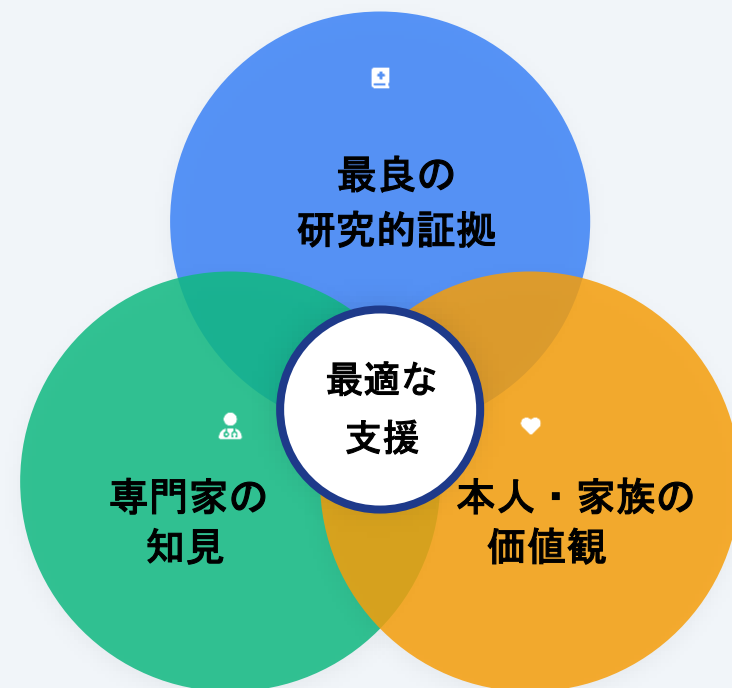 最良の
研究的証拠
最適な
支援
専門家の
知見
本人・家族の
価値観